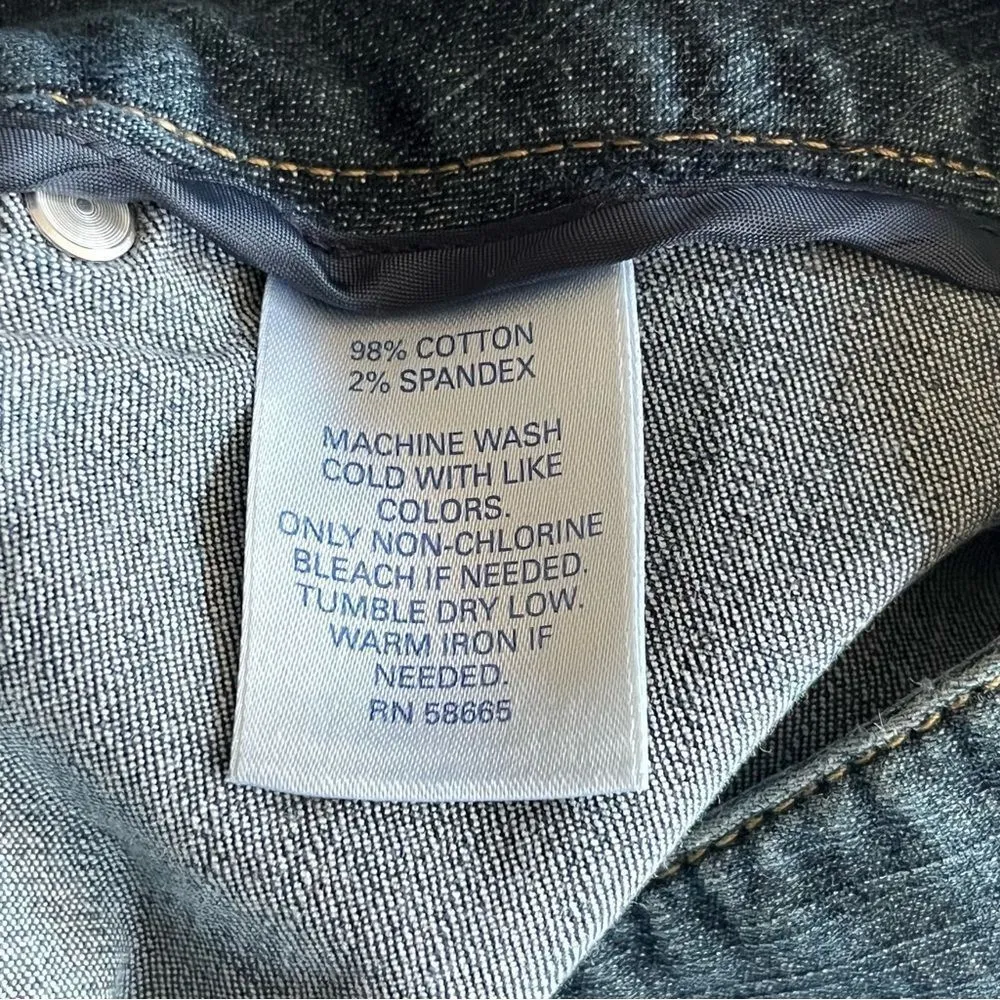 98% COTTON
2% SPANDEX
MACHINE WASH
COLD WITH LIKE
COLORS.
ONLY NON-CHLORINE
BLEACH IF NEEDED.
TUMBLE DRY LOW.
WARM IRON IF
NEEDED.
RN 58665